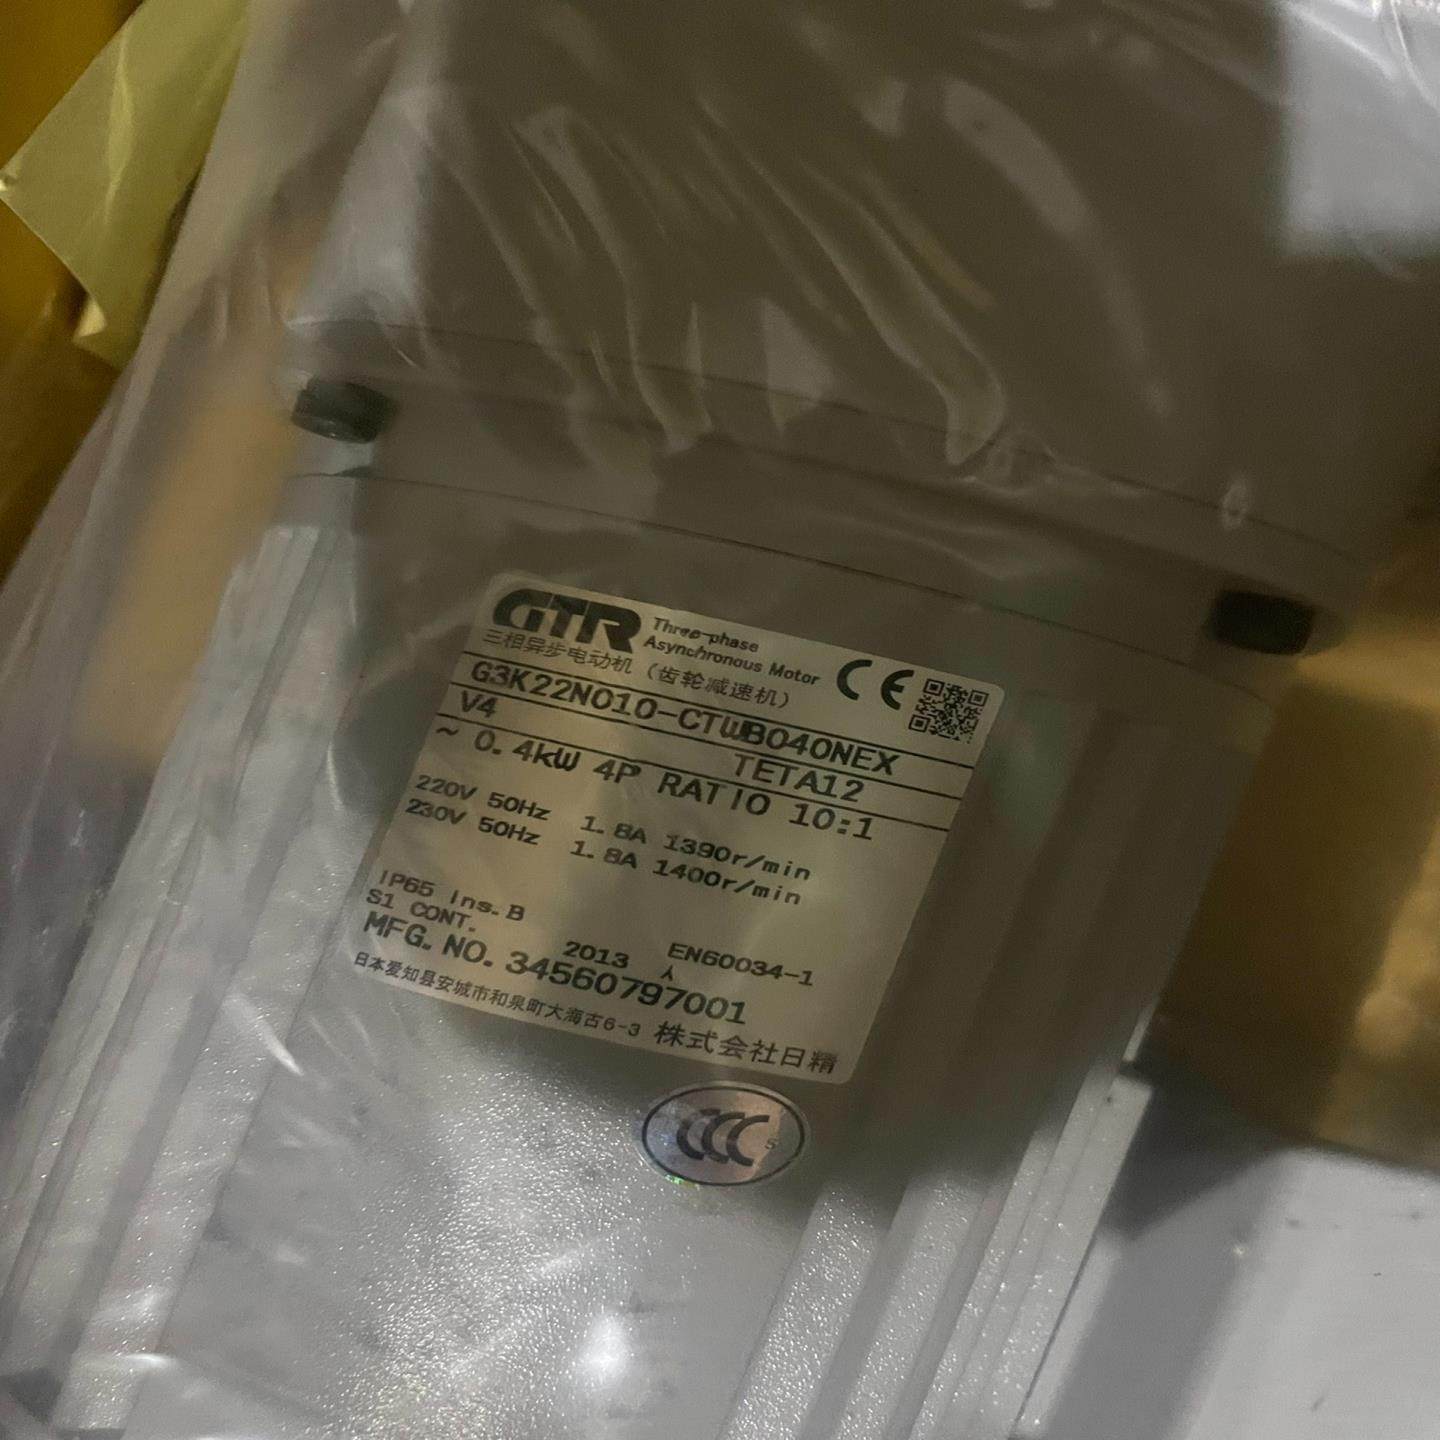 GTR Three-phase
Asynchronous Motor CE
三相异步电动机（齿轮减速机）
G3K22N010-CTWB040NEX
V4 TETA12
~ 0.4kW 4P RATIO 10:1
220V 50Hz 1.8A 1390r/min
230V 50Hz 1.8A 1400r/min
IP65 Ins.B
S1 CONT. 2013 人 EN60034-1
MFG.NO. 34560797001
日本爱知县安城市和泉町大海古6-3 株式会社日精
CCC S